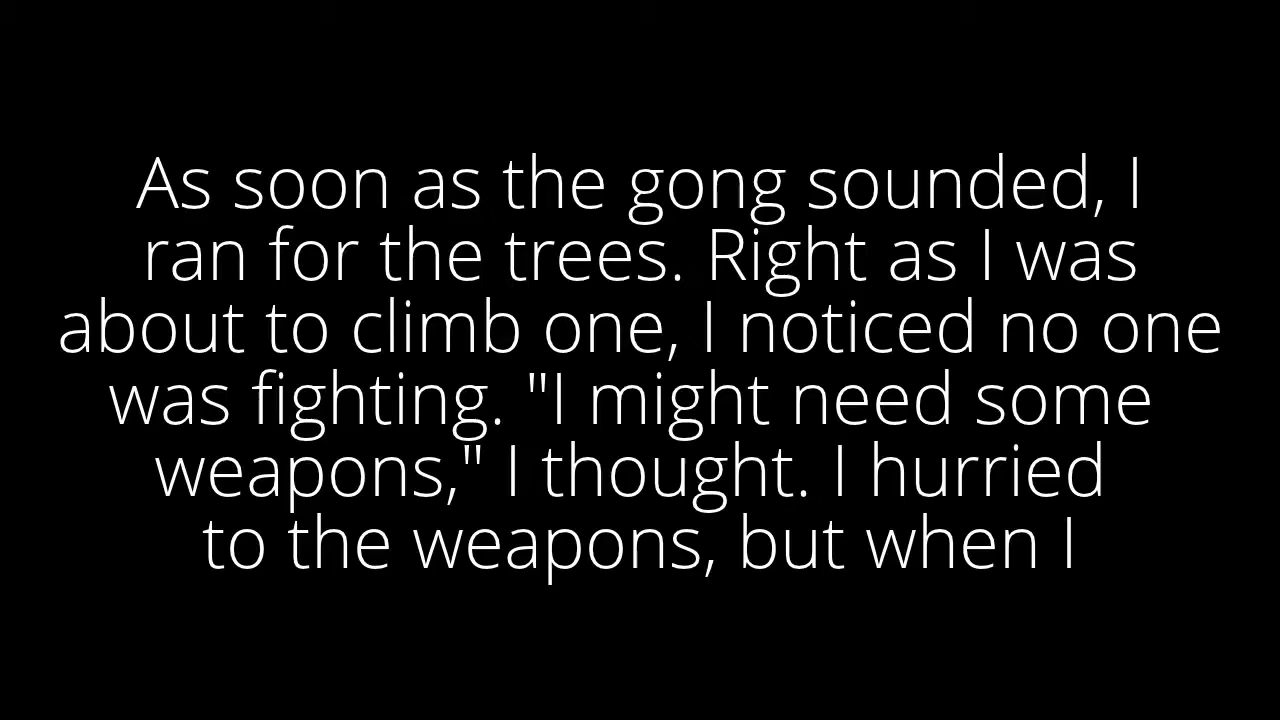 As soon as the gong sounded, I
ran for the trees. Right as I was
about to climb one, I noticed no one
was fighting. "I might need some
weapons," I thought. I hurried
to the weapons, but when I